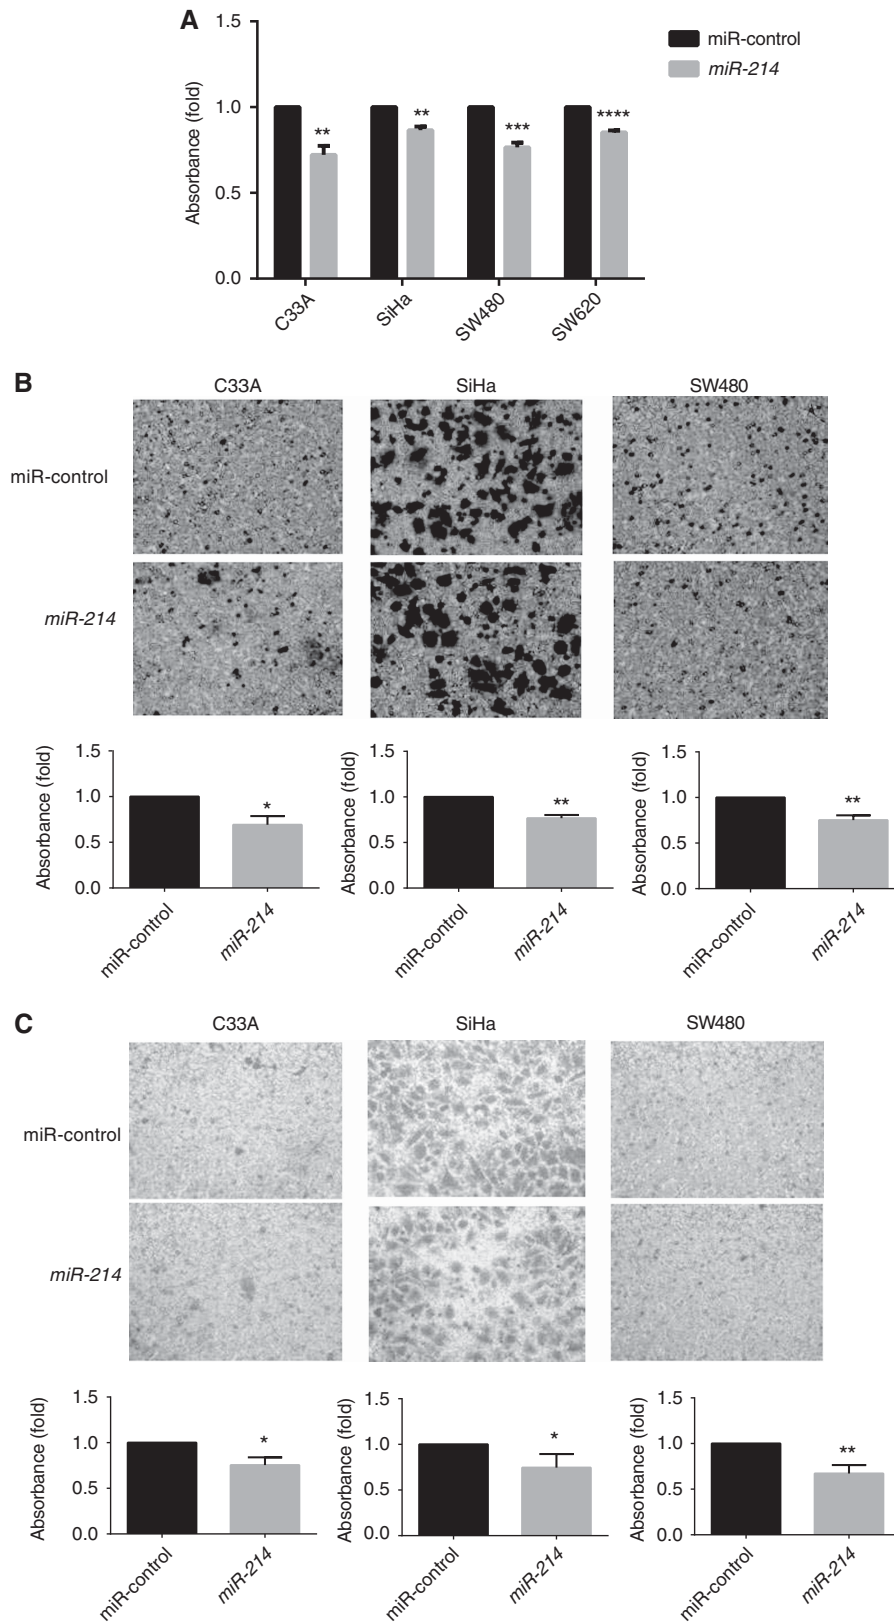 A
1.5
1.0
0.5
0.0
Absorbance (fold)
**
**
***
****
C33A
SiHa
SW480
SW620
miR-control
miR-214
B
C33A
SiHa
SW480
miR-control
miR-214
1.5
1.0
0.5
0.0
Absorbance (fold)
*
miR-control
miR-214
1.5
1.0
0.5
0.0
Absorbance (fold)
**
miR-control
miR-214
1.5
1.0
0.5
0.0
Absorbance (fold)
**
miR-control
miR-214
C
C33A
SiHa
SW480
miR-control
miR-214
1.5
1.0
0.5
0.0
Absorbance (fold)
*
miR-control
miR-214
1.5
1.0
0.5
0.0
Absorbance (fold)
*
miR-control
miR-214
1.5
1.0
0.5
0.0
Absorbance (fold)
**
miR-control
miR-214